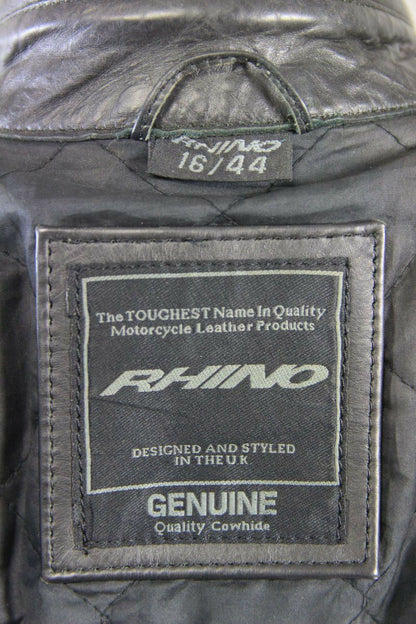 RHINO
16/44
The TOUGHEST Name In Quality
Motorcycle Leather Products
RHINO
DESIGNED AND STYLED
IN THE UK
GENUINE
Quality Cowhide